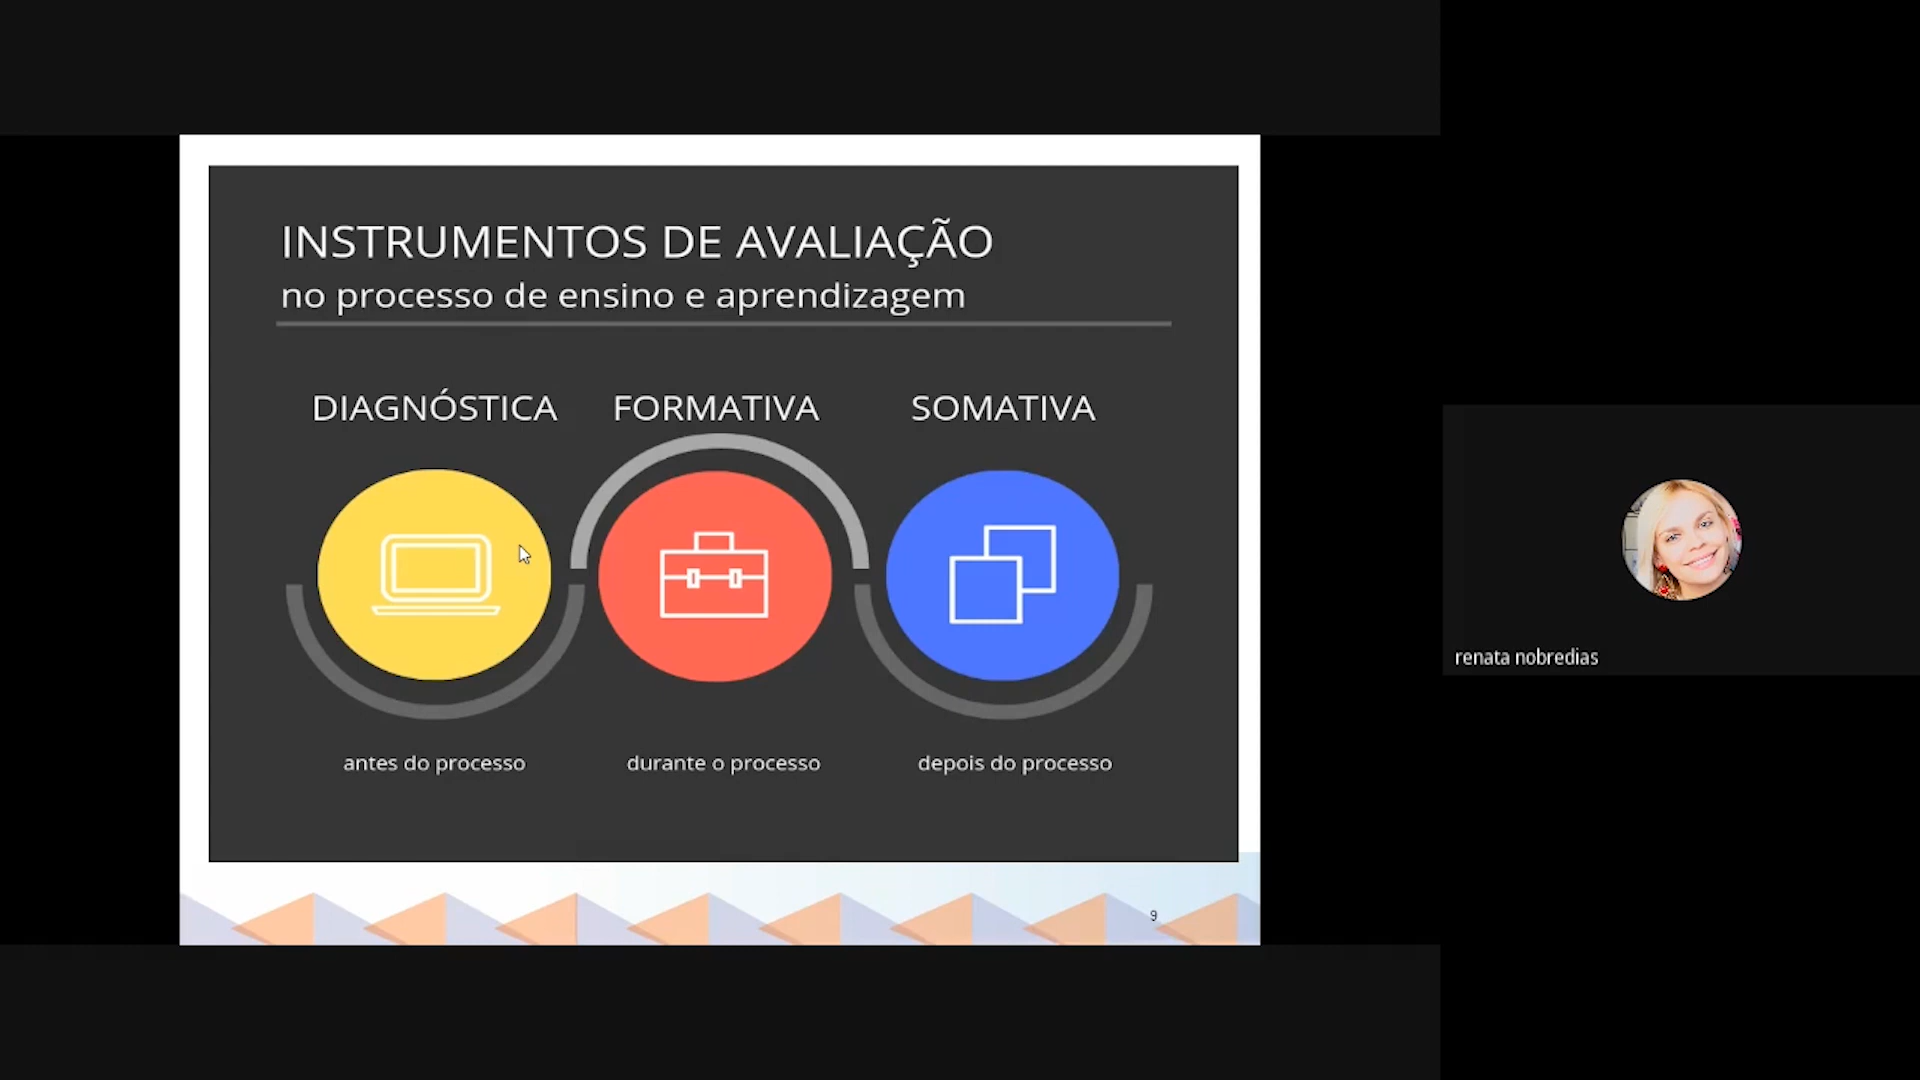 INSTRUMENTOS DE AVALIAÇÃO
no processo de ensino e aprendizagem
DIAGNÓSTICA
FORMATIVA
SOMATIVA
antes do processo
durante o processo
depois do processo
9
renata nobredias